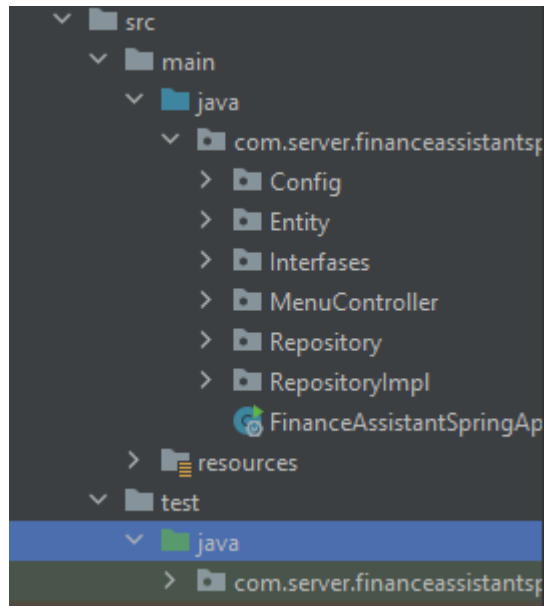 src
main
java
com.server.financeassistantsp
Config
Entity
Interfases
MenuController
Repository
RepositoryImpl
FinanceAssistantSpringAp
resources
test
java
com.server.financeassistantsp